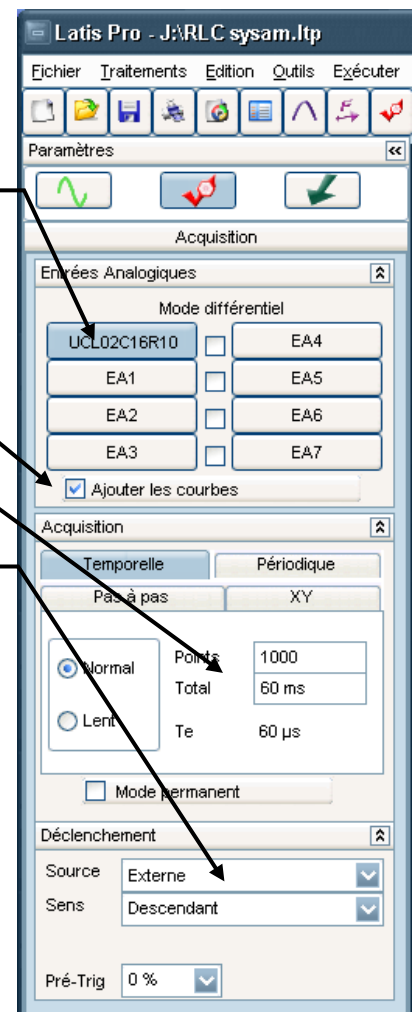 Latis Pro - J:\RLC sysam.ltp
Fichier Traitements Edition Outils Exécuter
Paramètres
Acquisition
Entrées Analogiques
Mode différentiel
UCL02C16R10 EA4
EA1 EA5
EA2 EA6
EA3 EA7
Ajouter les courbes
Acquisition
Temporelle Périodique
Pas à pas XY
Normal Points 1000
Total 60 ms
Lent Te 60 µs
Mode permanent
Déclenchement
Source Externe
Sens Descendant
Pré-Trig 0 %